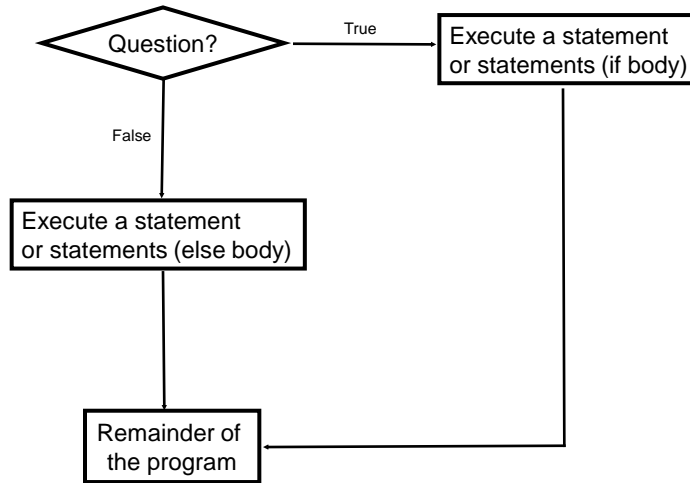 Question?
True
Execute a statement
or statements (if body)
False
Execute a statement
or statements (else body)
Remainder of
the program